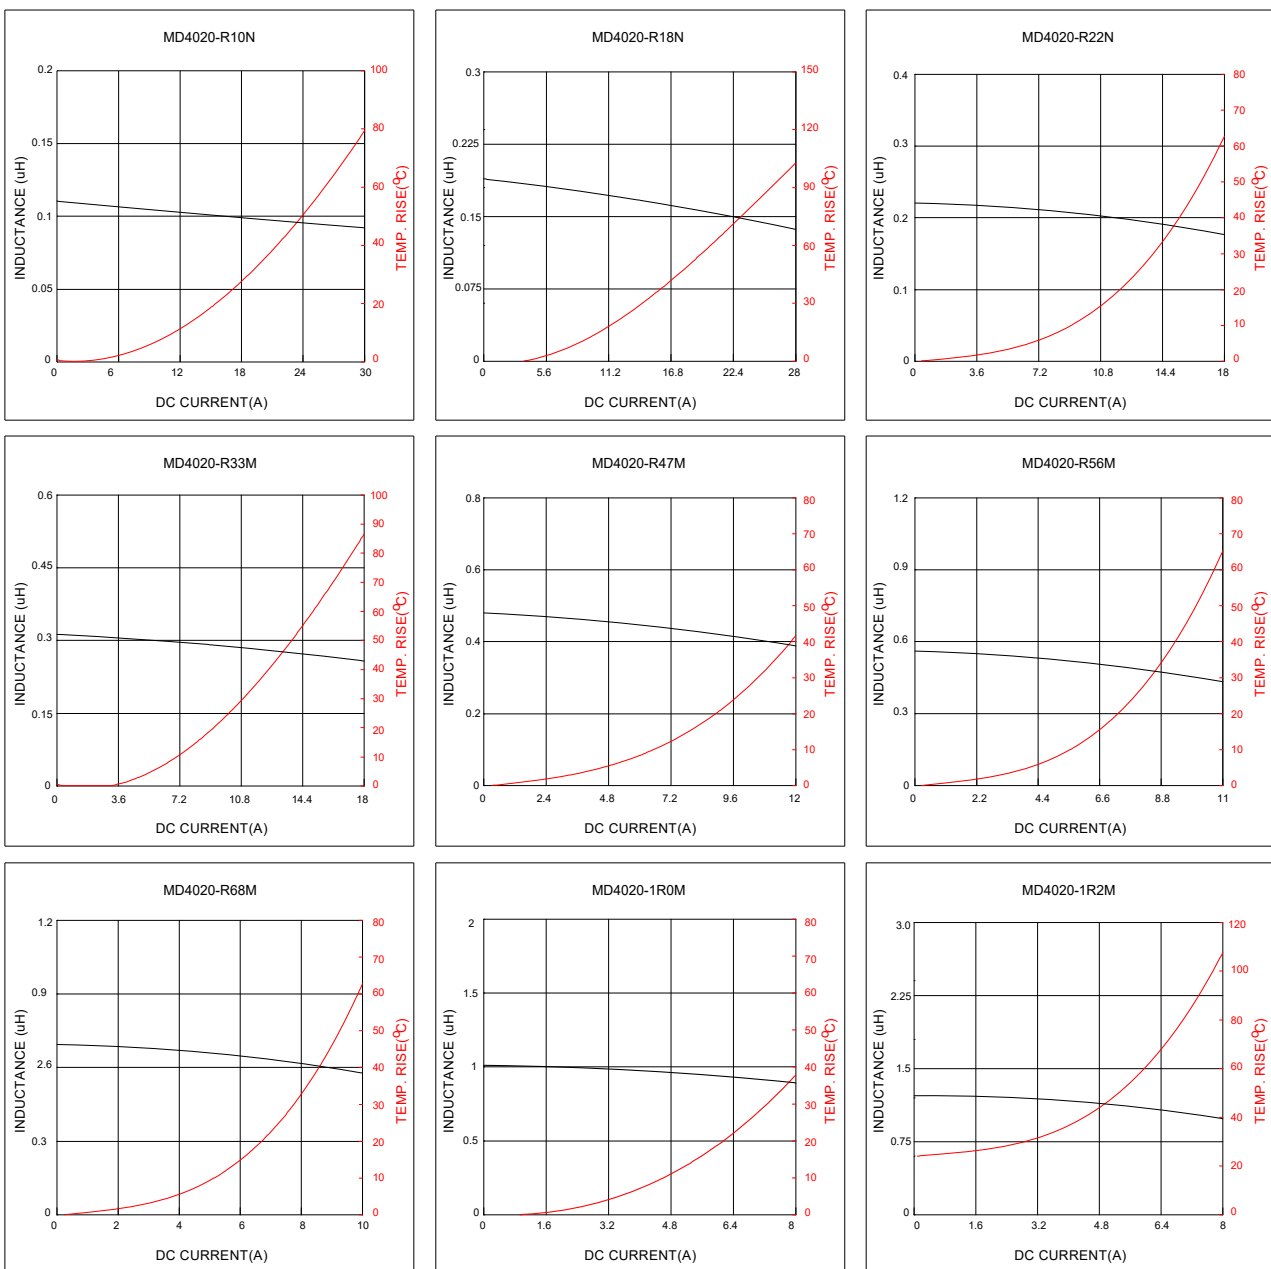 MD4020-R10N
0.2
0.15
0.1
0.05
0
INDUCTANCE (uH)
100
80
60
40
20
0
TEMP. RISE(°C)
0 6 12 18 24 30
DC CURRENT(A)
MD4020-R18N
0.3
0.225
0.15
0.075
0
INDUCTANCE (uH)
150
120
90
60
30
0
TEMP. RISE(°C)
0 5.6 11.2 16.8 22.4 28
DC CURRENT(A)
MD4020-R22N
0.4
0.3
0.2
0.1
0
INDUCTANCE (uH)
80
70
60
50
40
30
20
10
0
TEMP. RISE(°C)
0 3.6 7.2 10.8 14.4 18
DC CURRENT(A)
MD4020-R33M
0.6
0.45
0.3
0.15
0
INDUCTANCE (uH)
100
90
80
70
60
50
40
30
20
10
0
TEMP. RISE(°C)
0 3.6 7.2 10.8 14.4 18
DC CURRENT(A)
MD4020-R47M
0.8
0.6
0.4
0.2
0
INDUCTANCE (uH)
80
70
60
50
40
30
20
10
0
TEMP. RISE(°C)
0 2.4 4.8 7.2 9.6 12
DC CURRENT(A)
MD4020-R56M
1.2
0.9
0.6
0.3
0
INDUCTANCE (uH)
80
70
60
50
40
30
20
10
0
TEMP. RISE(°C)
0 2.2 4.4 6.6 8.8 11
DC CURRENT(A)
MD4020-R68M
1.2
0.9
2.6
0.3
0
INDUCTANCE (uH)
80
70
60
50
40
30
20
10
0
TEMP. RISE(°C)
0 2 4 6 8 10
DC CURRENT(A)
MD4020-1R0M
2
1.5
1
0.5
0
INDUCTANCE (uH)
80
70
60
50
40
30
20
10
0
TEMP. RISE(°C)
0 1.6 3.2 4.8 6.4 8
DC CURRENT(A)
MD4020-1R2M
3.0
2.25
1.5
0.75
0
INDUCTANCE (uH)
120
100
80
60
40
20
0
TEMP. RISE(°C)
0 1.6 3.2 4.8 6.4 8
DC CURRENT(A)